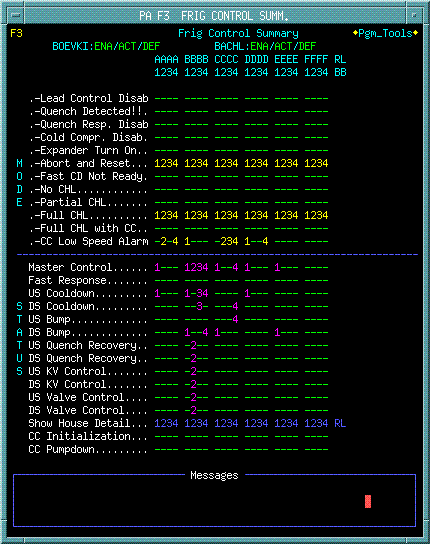 PA F3 FRIG CONTROL SUMM.
F3 Frig Control Summary ◆Pgm_Tools◆
BOEVKI:ENA/ACT/DEF BACHL:ENA/ACT/DEF
AAAA BBBB CCCC DDDD EEEE FFFF RL
1234 1234 1234 1234 1234 1234 BB
.-Lead Control Disab ---- ---- ---- ---- ---- ----
.-Quench Detected!!. ---- ---- ---- ---- ---- ----
.-Quench Resp. Disab ---- ---- ---- ---- ---- ----
.-Cold Compr. Disab. ---- ---- ---- ---- ---- ----
.-Expander Turn On.. ---- ---- ---- ---- ---- ----
M .-Abort and Reset... 1234 1234 1234 1234 1234 1234
O .-Fast CD Not Ready. ---- ---- ---- ---- ---- ----
D .-No CHL............ ---- ---- ---- ---- ---- ----
E .-Partial CHL....... ---- ---- ---- ---- ---- ----
.-Full CHL.......... 1234 1234 1234 1234 1234 1234
.-Full CHL with CC.. ---- ---- ---- ---- ---- ----
.-CC Low Speed Alarm -2-4 1--- -234 1--4 ---- ----
Master Control...... 1--- 1234 1--4 1--- 1--- ----
Fast Response....... ---- ---- ---- ---- ---- ----
US Cooldown......... 1--- 1-34 ---- 1--- ---- ----
S DS Cooldown......... ---- --3- ---4 ---- ---- ----
T US Bump............. ---- ---- ---4 ---- ---- ----
A DS Bump............. ---- 1--4 1--- ---- 1--- ----
T US Quench Recovery.. ---- -2-- ---- ---- ---- ----
U DS Quench Recovery.. ---- -2-- ---- ---- ---- ----
S US KV Control....... ---- -2-- ---- ---- ---- ----
DS KV Control....... ---- -2-- ---- ---- ---- ----
US Valve Control.... ---- -2-- ---- ---- ---- ----
DS Valve Control.... ---- -2-- ---- ---- ---- ----
Show House Detail... 1234 1234 1234 1234 1234 1234 RL
CC Initialization... ---- ---- ---- ---- ---- ----
CC Pumpdown......... ---- ---- ---- ---- ---- ----
Messages